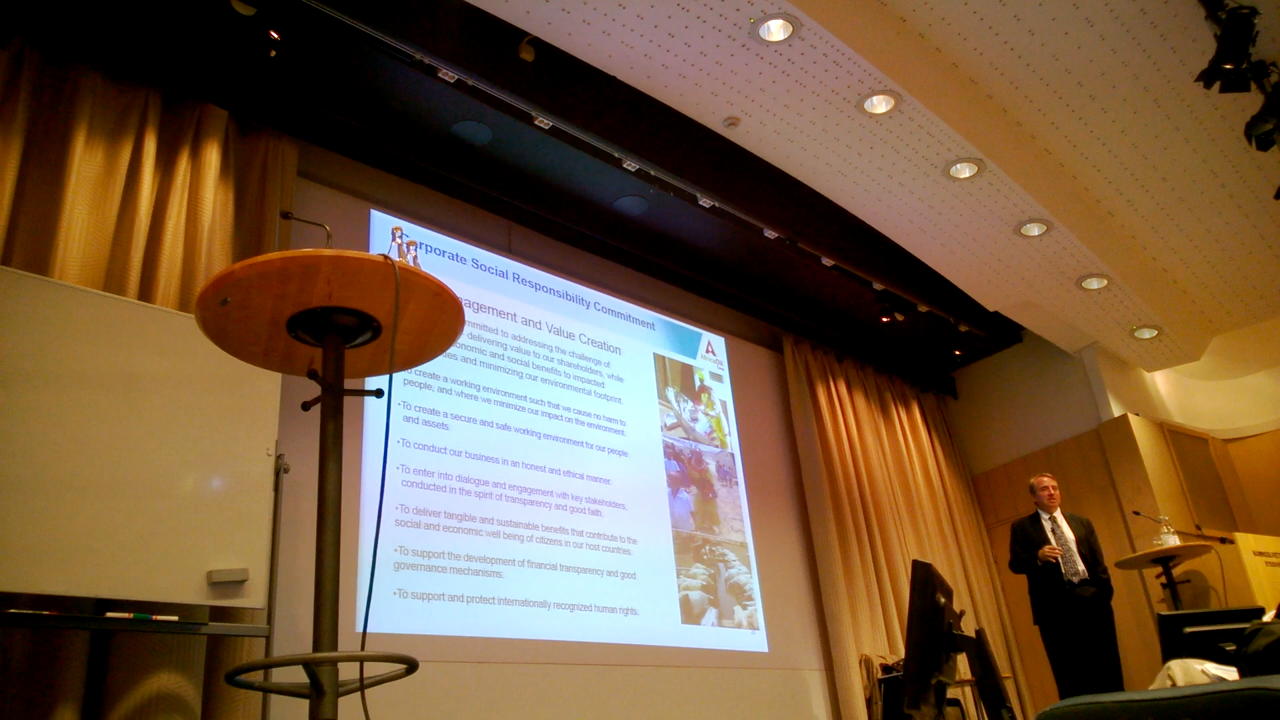 rporate Social Responsibility Commitment
agement and Value Creation
mmitted to addressing the challenge of
delivering value to our shareholders, while
onomic and social benefits to impacted
es and minimizing our environmental footprint.
create a working environment such that we cause no harm to
people, and where we minimize our impact on the environment.
•To create a secure and safe working environment for our people
and assets.
•To conduct our business in an honest and ethical manner.
•To enter into dialogue and engagement with key stakeholders,
conducted in the spirit of transparency and good faith.
•To deliver tangible and sustainable benefits that contribute to the
social and economic well being of citizens in our host countries.
•To support the development of financial transparency and good
governance mechanisms.
•To support and protect internationally recognized human rights.